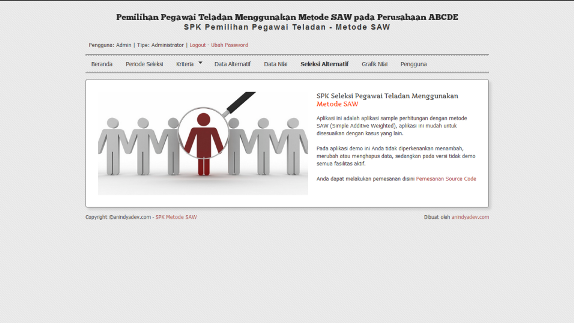 Pemilihan Pegawai Teladan Menggunakan Metode SAW pada Perusahaan ABCDE
SPK Pemilihan Pegawai Teladan - Metode SAW
Pengguna: Admin | Tipe: Administrator | Logout - Ubah Password
Beranda Periode Seleksi Kriteria Data Alternatif Data Nilai Seleksi Alternatif Grafik Nilai Pengguna
SPK Seleksi Pegawai Teladan Menggunakan
Metode SAW
Aplikasi ini adalah aplikasi sample perhitungan dengan metode
SAW (Simple Additive Weighted), aplikasi ini mudah untuk
disesuaikan dengan kasus yang lain.
Pada aplikasi demo ini Anda tidak diperkenankan menambah,
merubah atau menghapus data, sedangkan pada versi tidak demo
semua fasilitas aktif.
Anda dapat melakukan pemesanan disini Pemesanan Source Code
Copyright @anindyadev.com - SPK Metode SAW
Dibuat oleh anindyadev.com